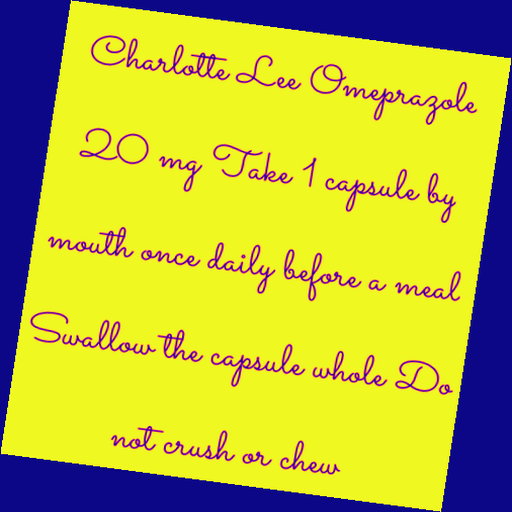 Charlotte Lee Omeprazole
20 mg Take 1 capsule by
mouth once daily before a meal
Swallow the capsule whole Do
not crush or chew